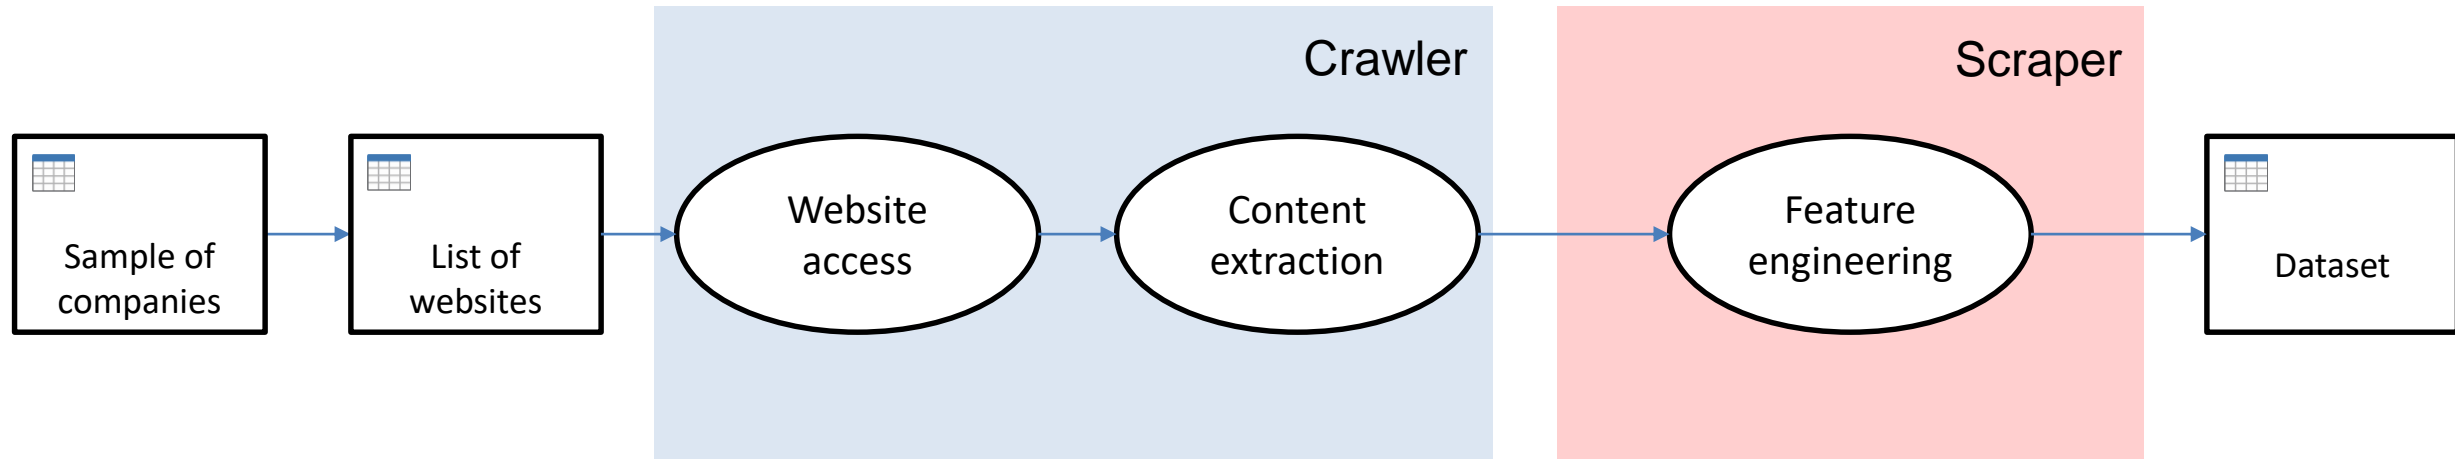 Crawler
Scraper
Sample of
companies
List of
websites
Website
access
Content
extraction
Feature
engineering
Dataset